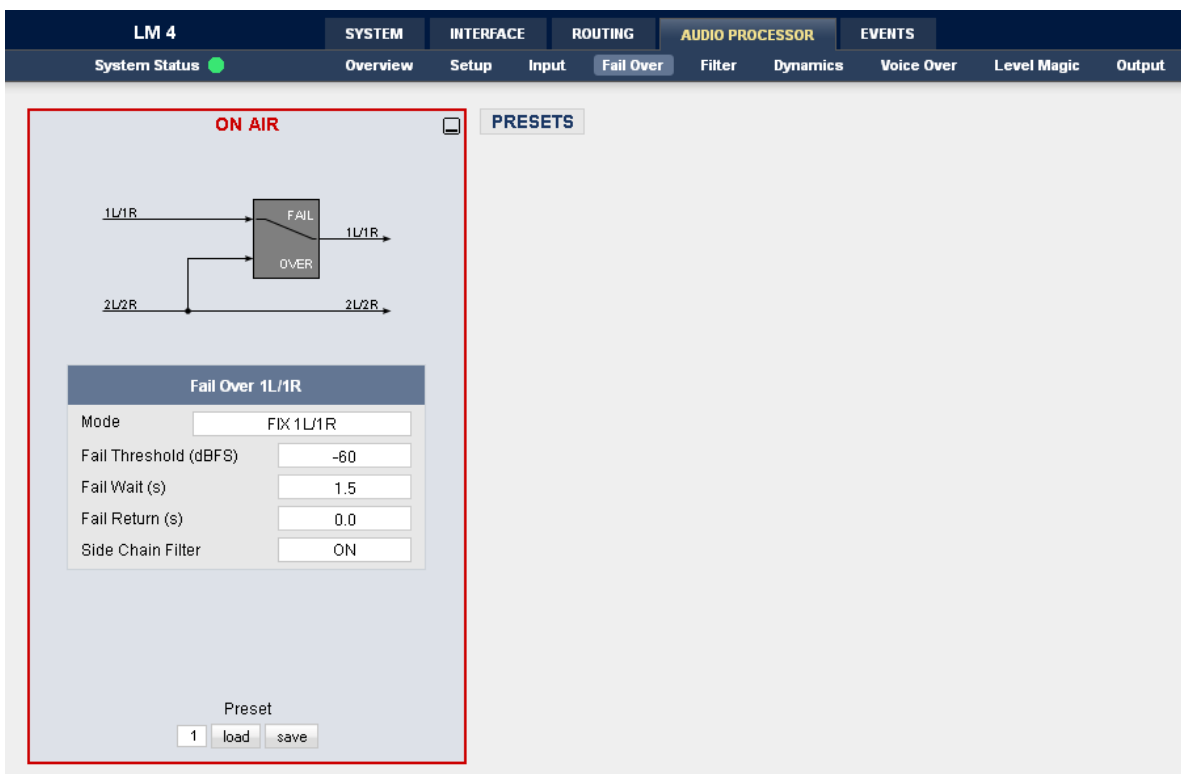 LM 4 SYSTEM INTERFACE ROUTING AUDIO PROCESSOR EVENTS
System Status Overview Setup Input Fail Over Filter Dynamics Voice Over Level Magic Output
ON AIR
PRESETS
1L/1R
FAIL
1L/1R
OVER
2L/2R
2L/2R
Fail Over 1L/1R
Mode FIX 1L/1R
Fail Threshold (dBFS) -60
Fail Wait (s) 1.5
Fail Return (s) 0.0
Side Chain Filter ON
Preset
1 load save